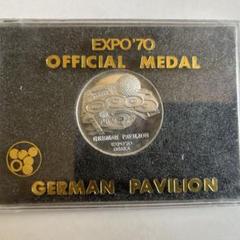 EXPO'70
OFFICIAL MEDAL
GERMAN PAVILION
EXPO'70
OSAKA
GERMAN PAVILION